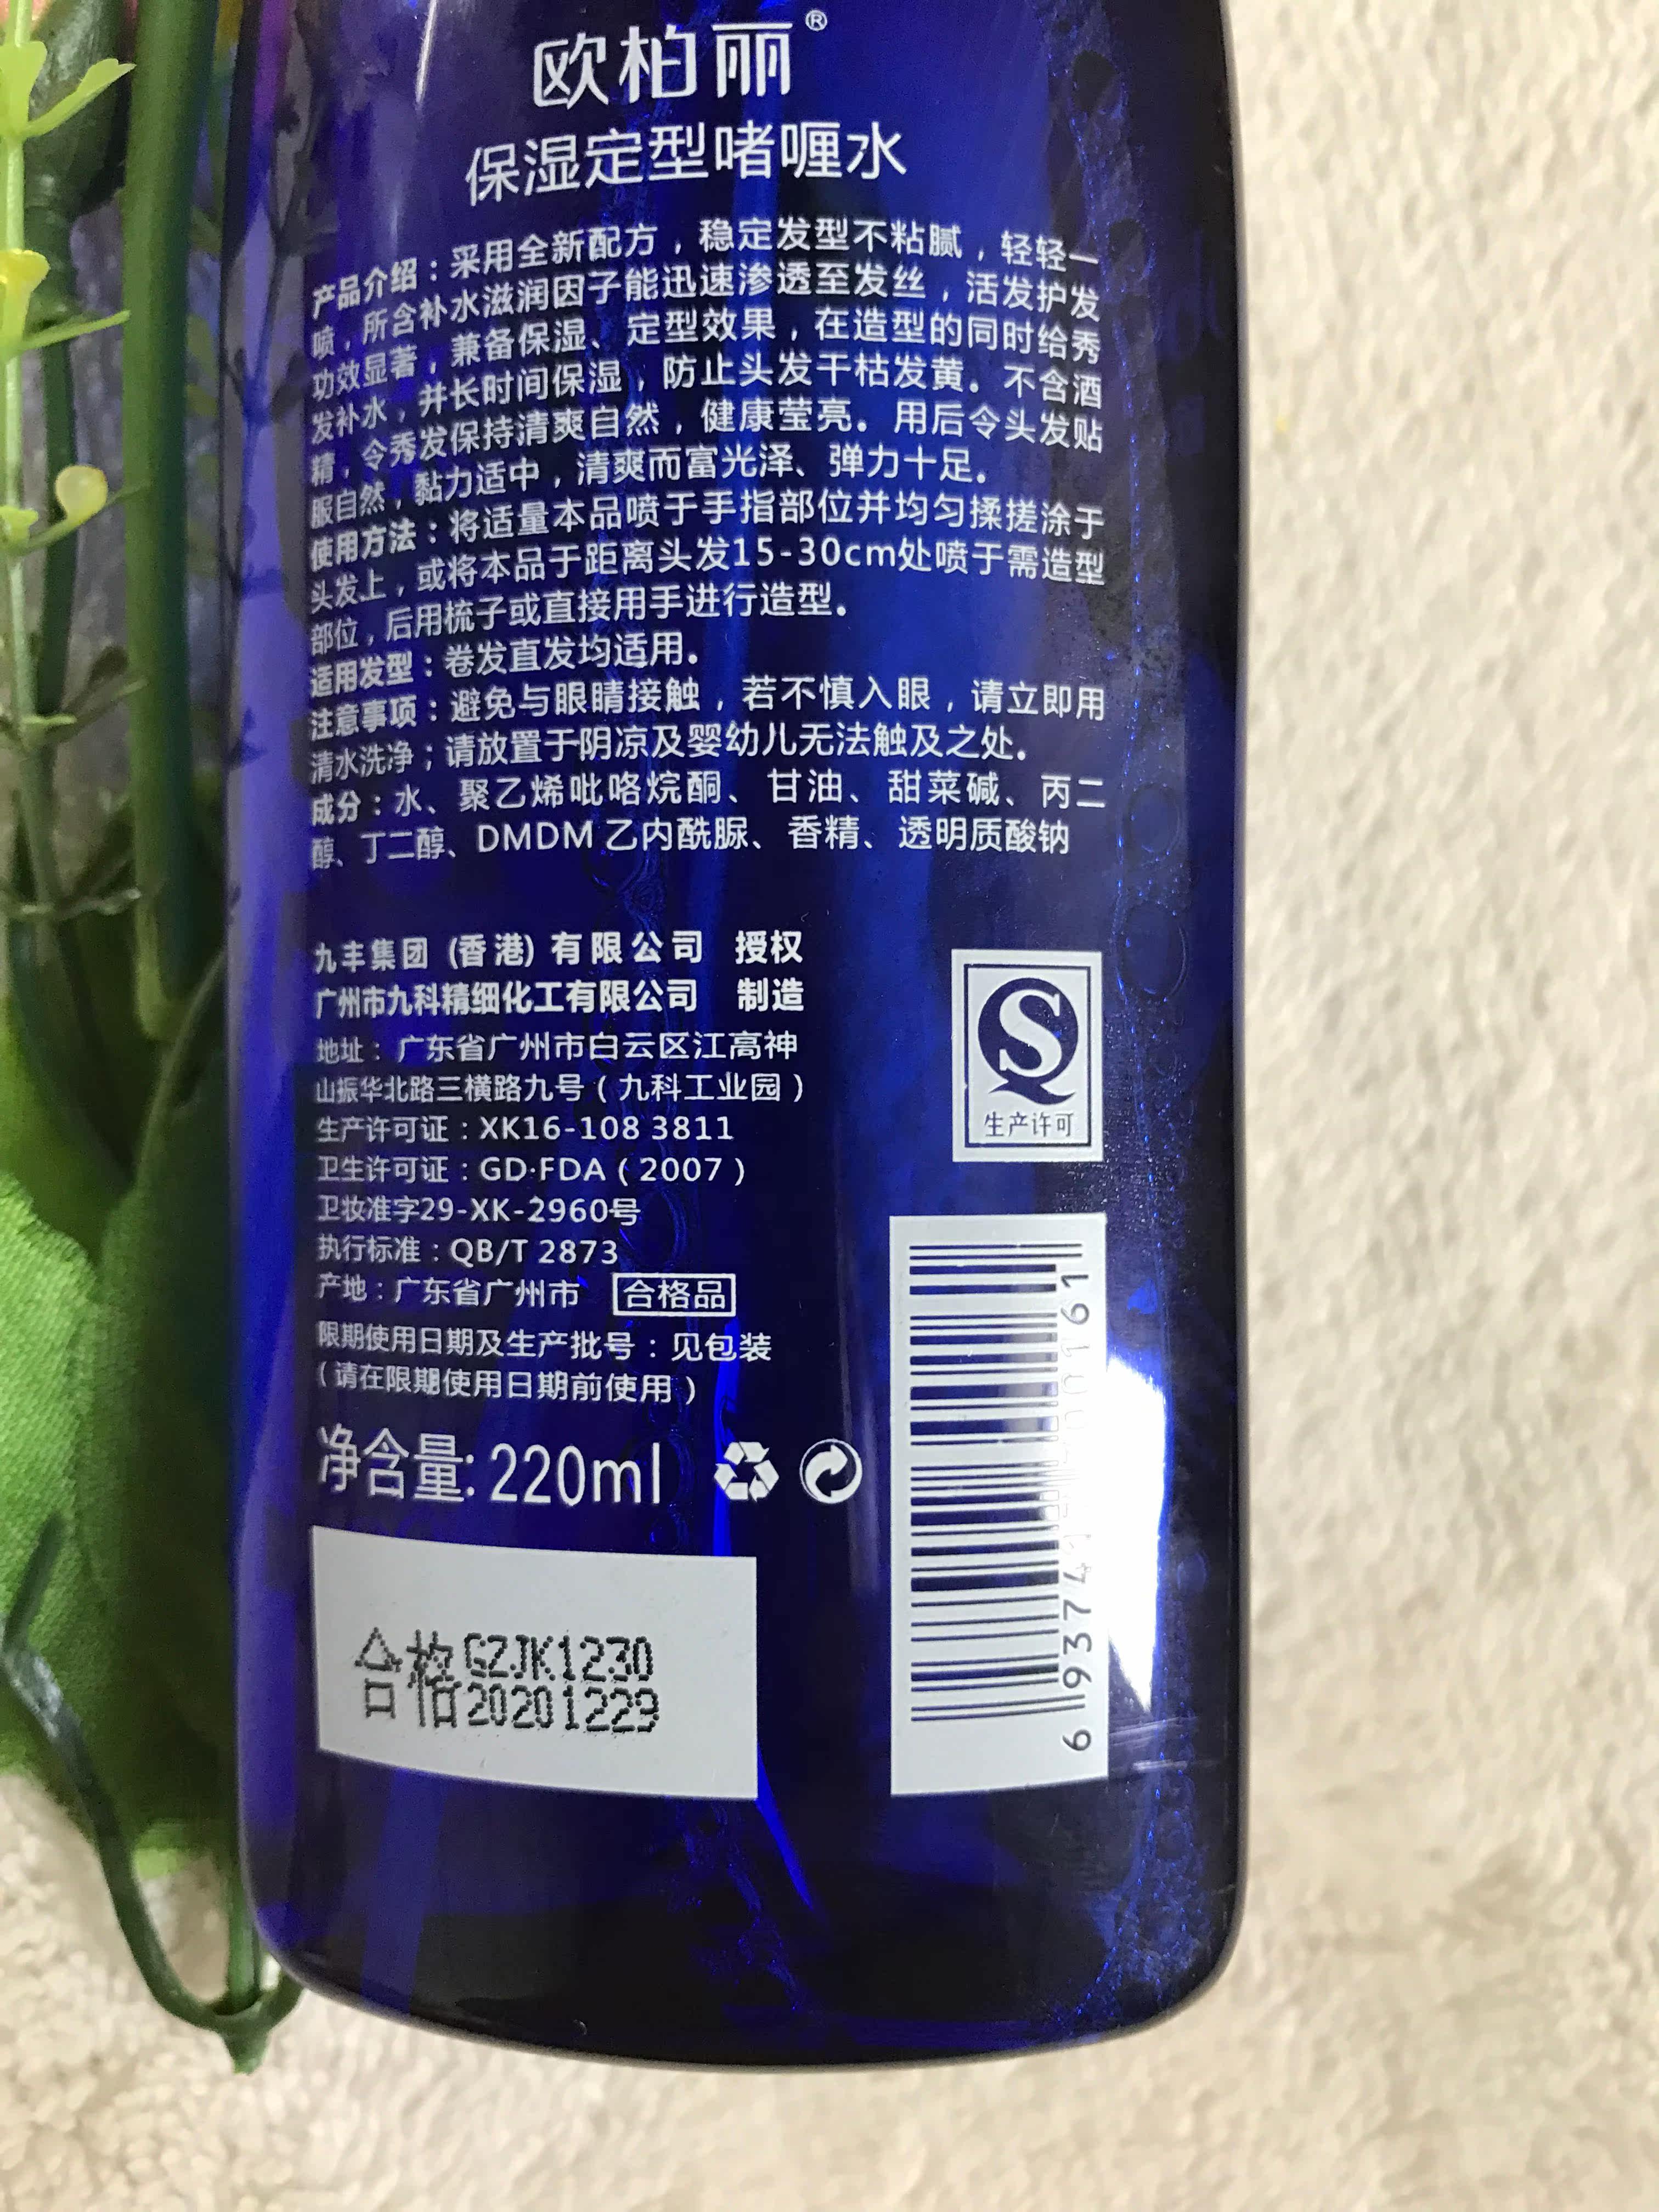 欧柏丽®
保湿定型啫喱水
产品介绍：采用全新配方，稳定发型不粘腻，轻轻一
喷，所含补水滋润因子能迅速渗透至发丝，活发护发
功效显著，兼备保湿、定型效果，在造型的同时给秀
发补水，并长时间保湿，防止头发干枯发黄。不含酒
精，令秀发保持清爽自然，健康莹亮。用后令头发贴
服自然，黏力适中，清爽而富光泽、弹力十足。
使用方法：将适量本品喷于手指部位并均匀揉搓涂于
头发上，或将本品于距离头发15-30cm处喷于需造型
部位，后用梳子或直接用手进行造型。
适用发型：卷发直发均适用。
注意事项：避免与眼睛接触，若不慎入眼，请立即用
清水洗净；请放置于阴凉及婴幼儿无法触及之处。
成分：水、聚乙烯吡咯烷酮、甘油、甜菜碱、丙二
醇、丁二醇、DMDM 乙内酰脲、香精、透明质酸钠
九丰集团 (香港) 有限公司 授权
广州市九科精细化工有限公司 制造
地址：广东省广州市白云区江高神
山振华北路三横路九号（九科工业园）
生产许可证：XK16-108 3811
卫生许可证：GD·FDA（2007）
卫妆准字29-XK-2960号
执行标准：QB/T 2873
产地：广东省广州市 合格品
限期使用日期及生产批号：见包装
（请在限期使用日期前使用）
净含量: 220ml
生产许可
合格 GZJK1230
20201229